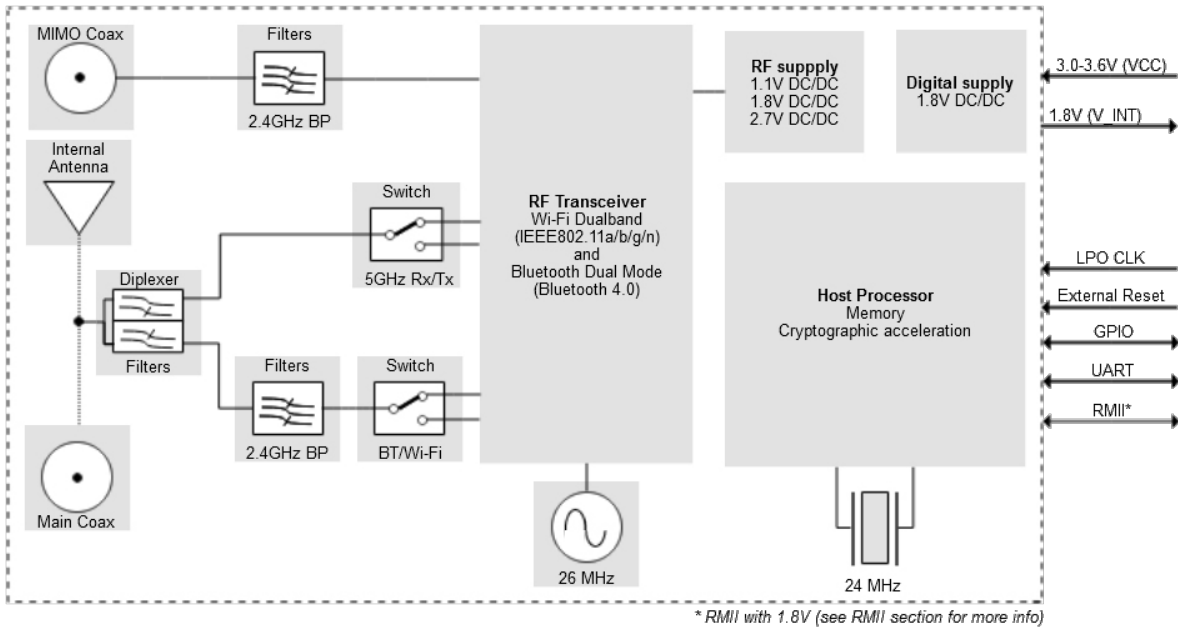 MIMO Coax
Filters
2.4GHz BP
Internal
Antenna
Switch
5GHz Rx/Tx
Diplexer
Filters
Filters
2.4GHz BP
Switch
BT/Wi-Fi
Main Coax
RF Transceiver
Wi-Fi Dualband
(IEEE802.11a/b/g/n)
and
Bluetooth Dual Mode
(Bluetooth 4.0)
26 MHz
RF suppply
1.1V DC/DC
1.8V DC/DC
2.7V DC/DC
Digital supply
1.8V DC/DC
Host Processor
Memory
Cryptographic acceleration
24 MHz
3.0-3.6V (VCC)
1.8V (V_INT)
LPO CLK
External Reset
GPIO
UART
RMII*
* RMII with 1.8V (see RMII section for more info)